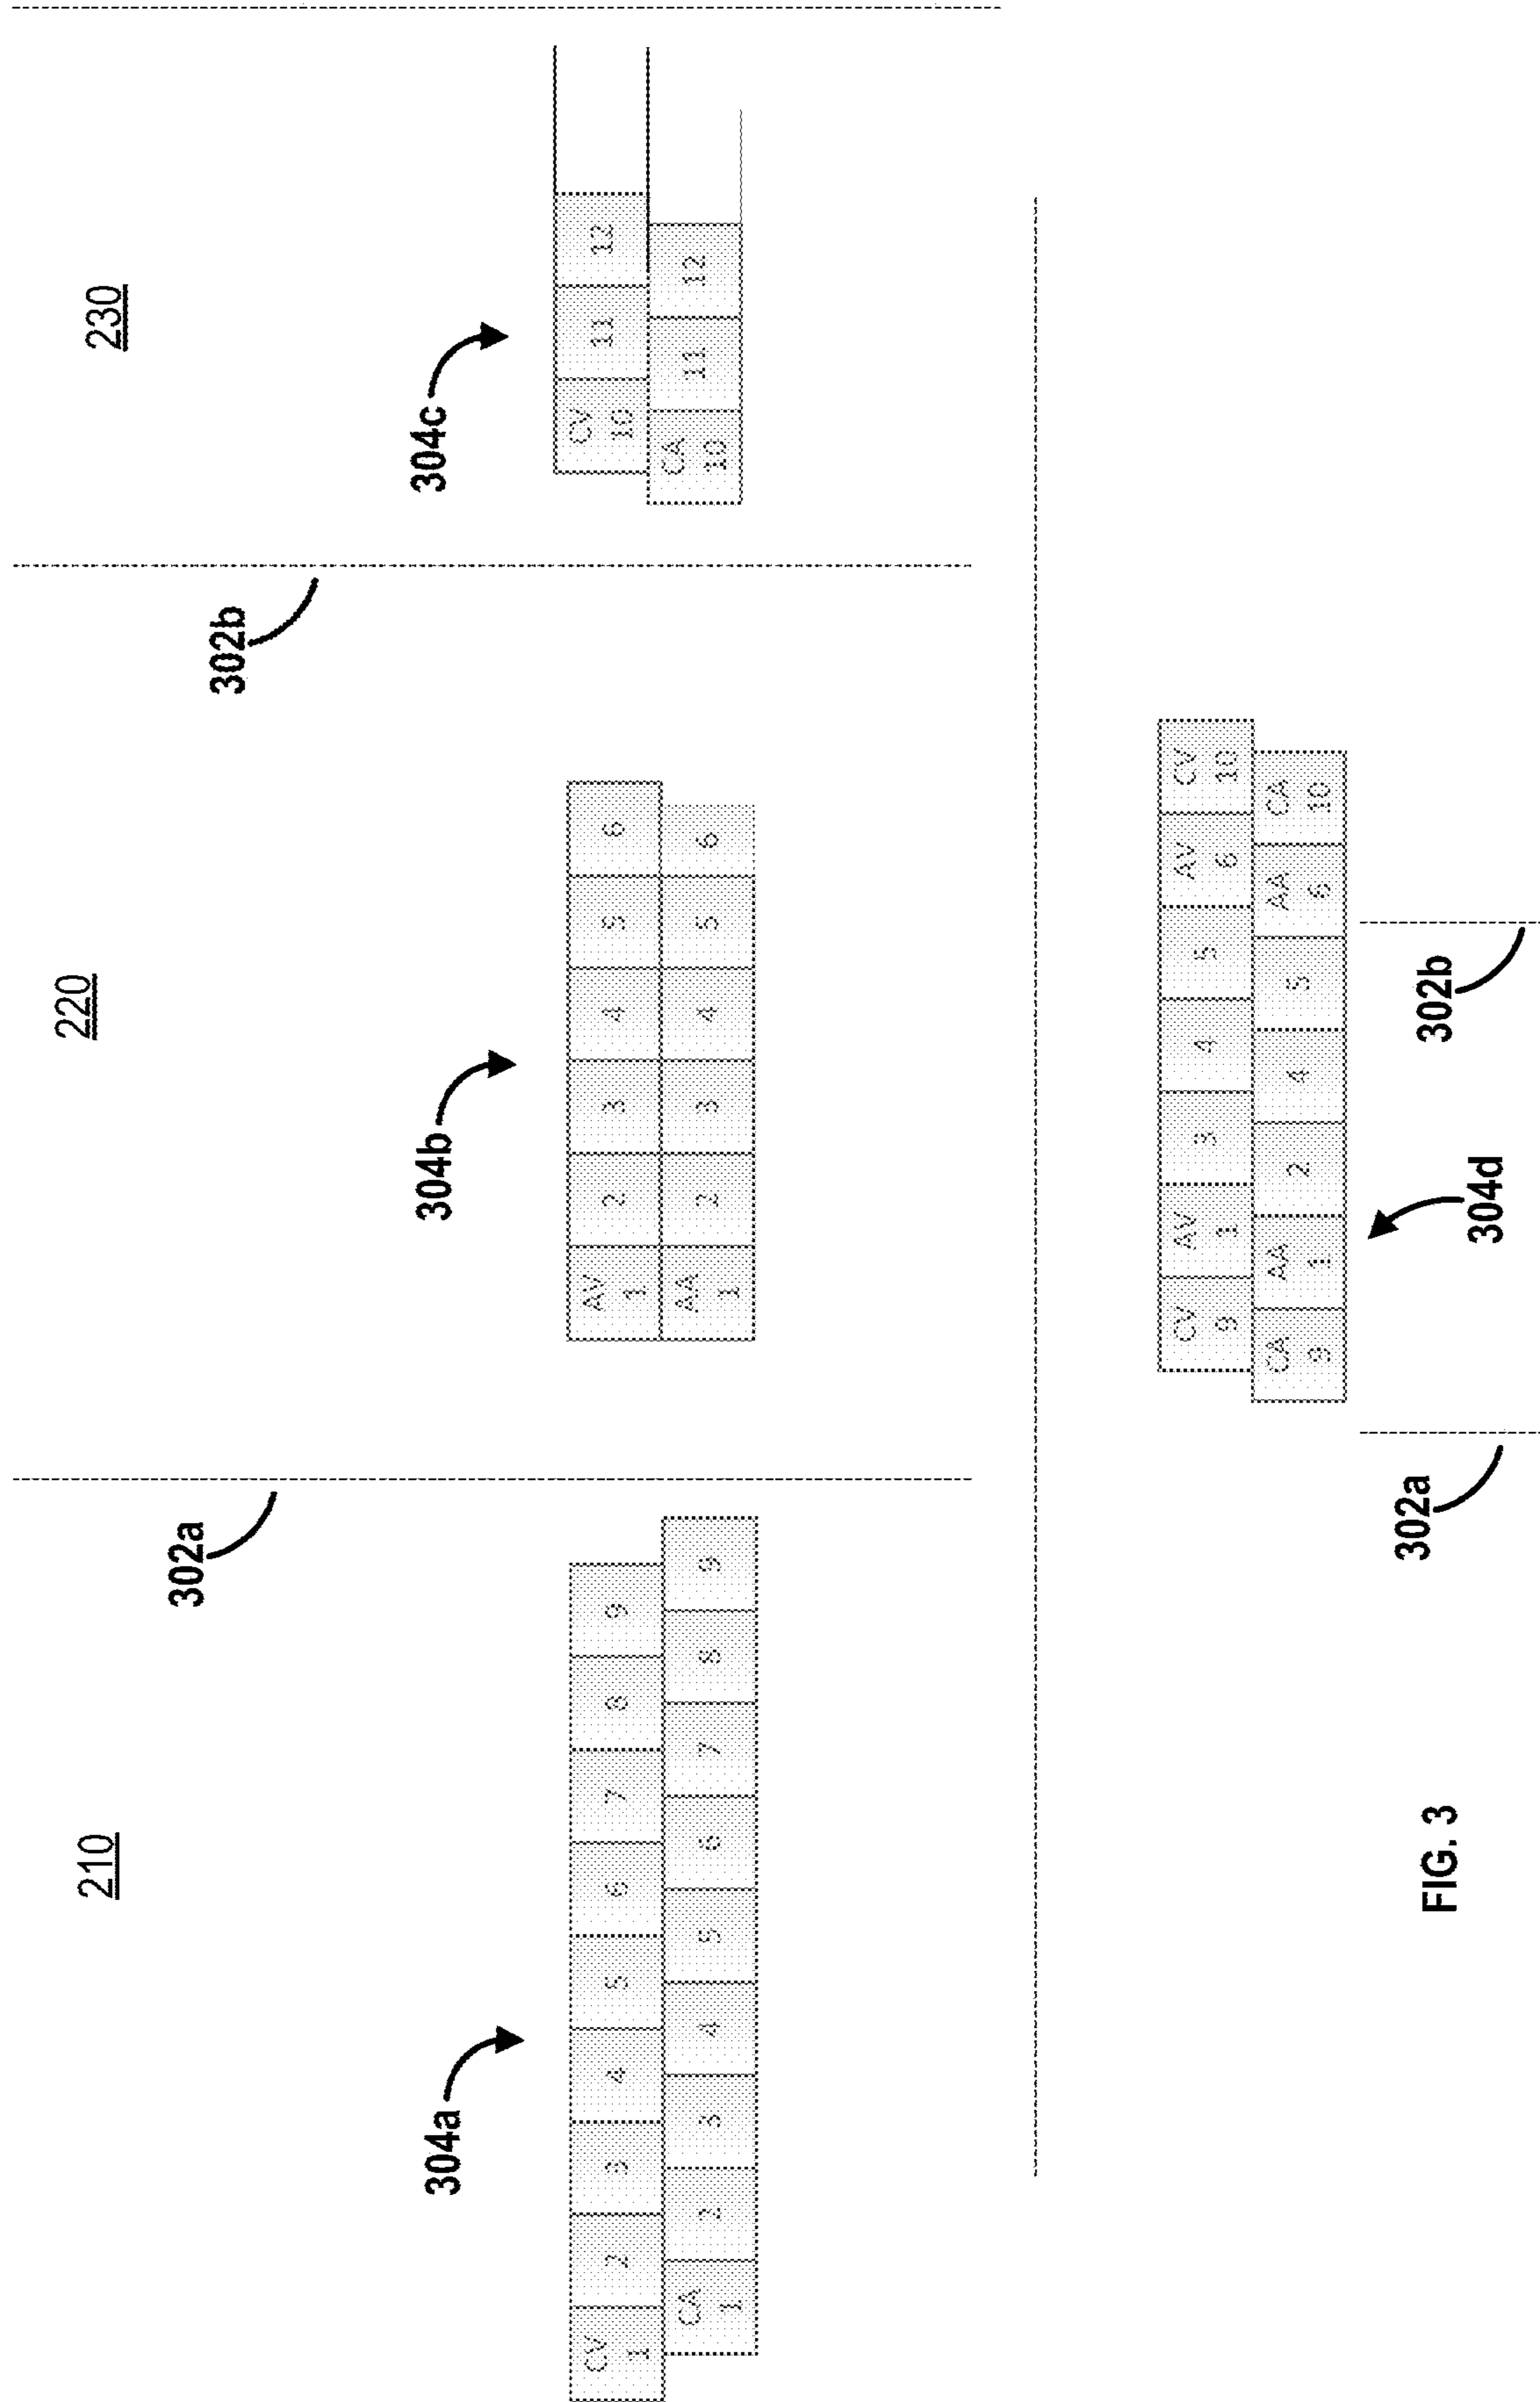 210 220 230
302a 302b
304a 304b 304c
CV 1 2 3 4 5 6 7 8 9
CA 1 2 3 4 5 6 7 8 9
AV 1 2 3 4 5 6
AA 1 2 3 4 5 6
CV 10 11 12
CA 10 11 12
CV 9 AV 1 3 4 5 AV 6 CV 10
CA 9 AA 1 2 4 5 AA 6 CA 10
302a 302b
304d
FIG. 3